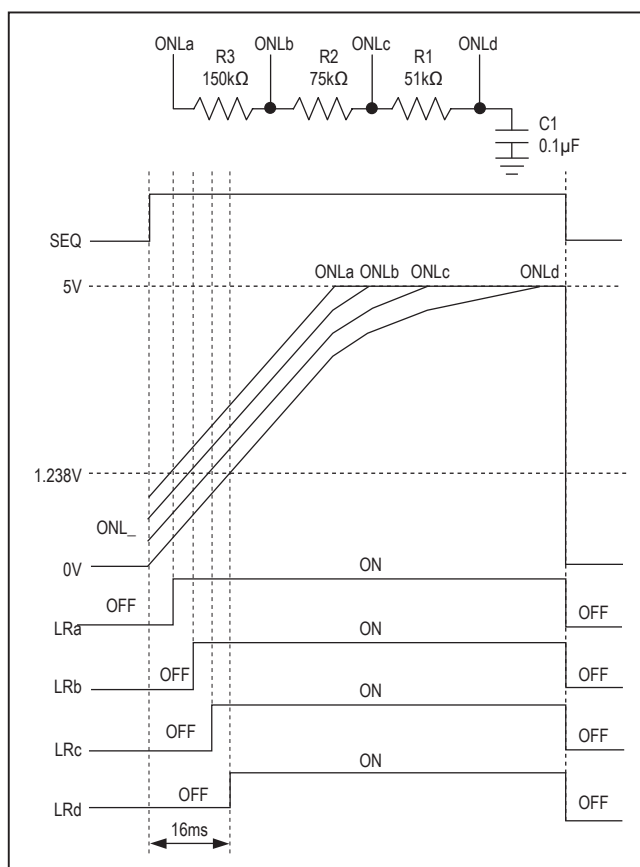 ONLa ONLb ONLc ONLd
R3 R2 R1
150kΩ 75kΩ 51kΩ
C1
0.1µF
SEQ
5V
ONLa ONLb ONLc ONLd
1.238V
ONL_
0V
ON
OFF OFF
LRa
ON
OFF OFF
LRb
ON
OFF OFF
LRc
ON
OFF OFF
LRd
16ms